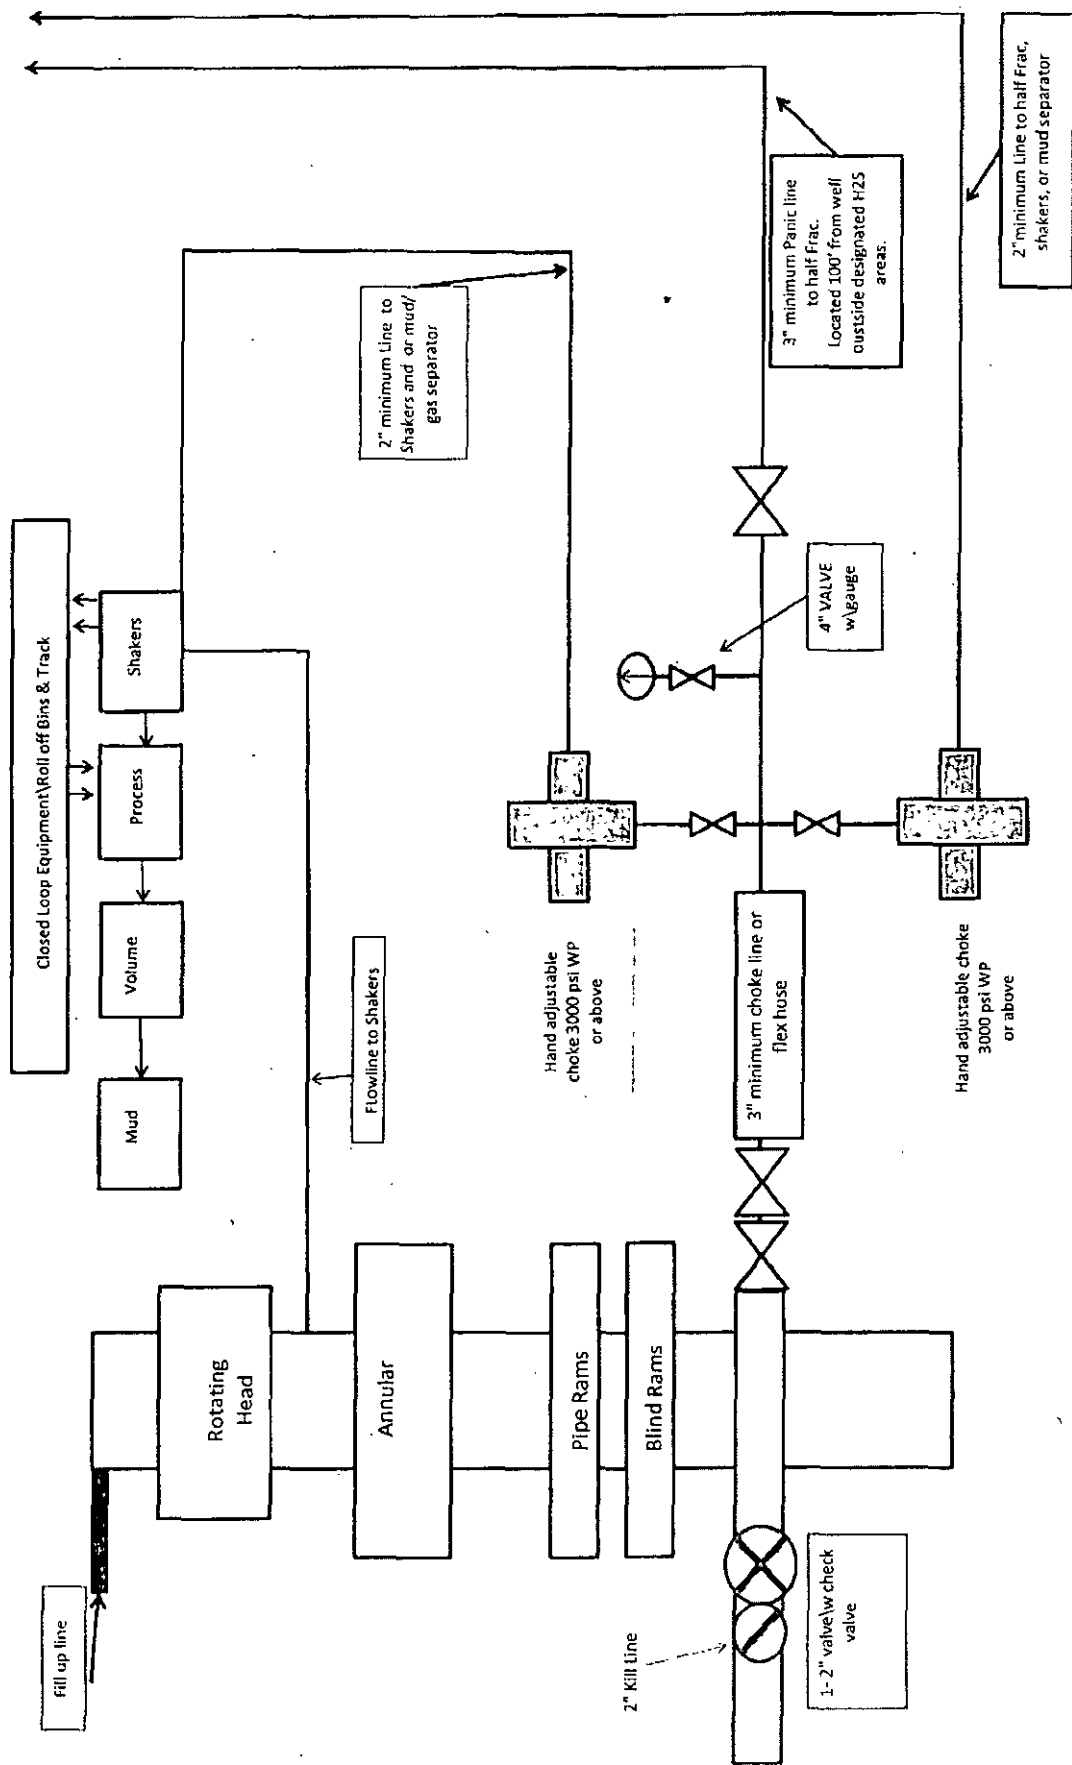 Fill up line
Closed Loop Equipment\Roll off Bins & Track
Mud
Volume
Process
Shakers
Rotating
Head
Flowline to Shakers
2" minimum Line to
Shakers and or mud/
gas separator
Annular
Pipe Rams
Blind Rams
Hand adjustable
choke 3000 psi WP
or above
2" Kill Line
1- 2" valve\w check
valve
3" minimum choke line or
flex huse
4" VALVE
w\gauge
3" minimum Panic line
to half Frac.
Located 100' from well
oustside designated H2S
areas.
Hand adjustable choke
3000 psi WP
or above
2" minimum Line to half Frac,
shakers, or mud separator